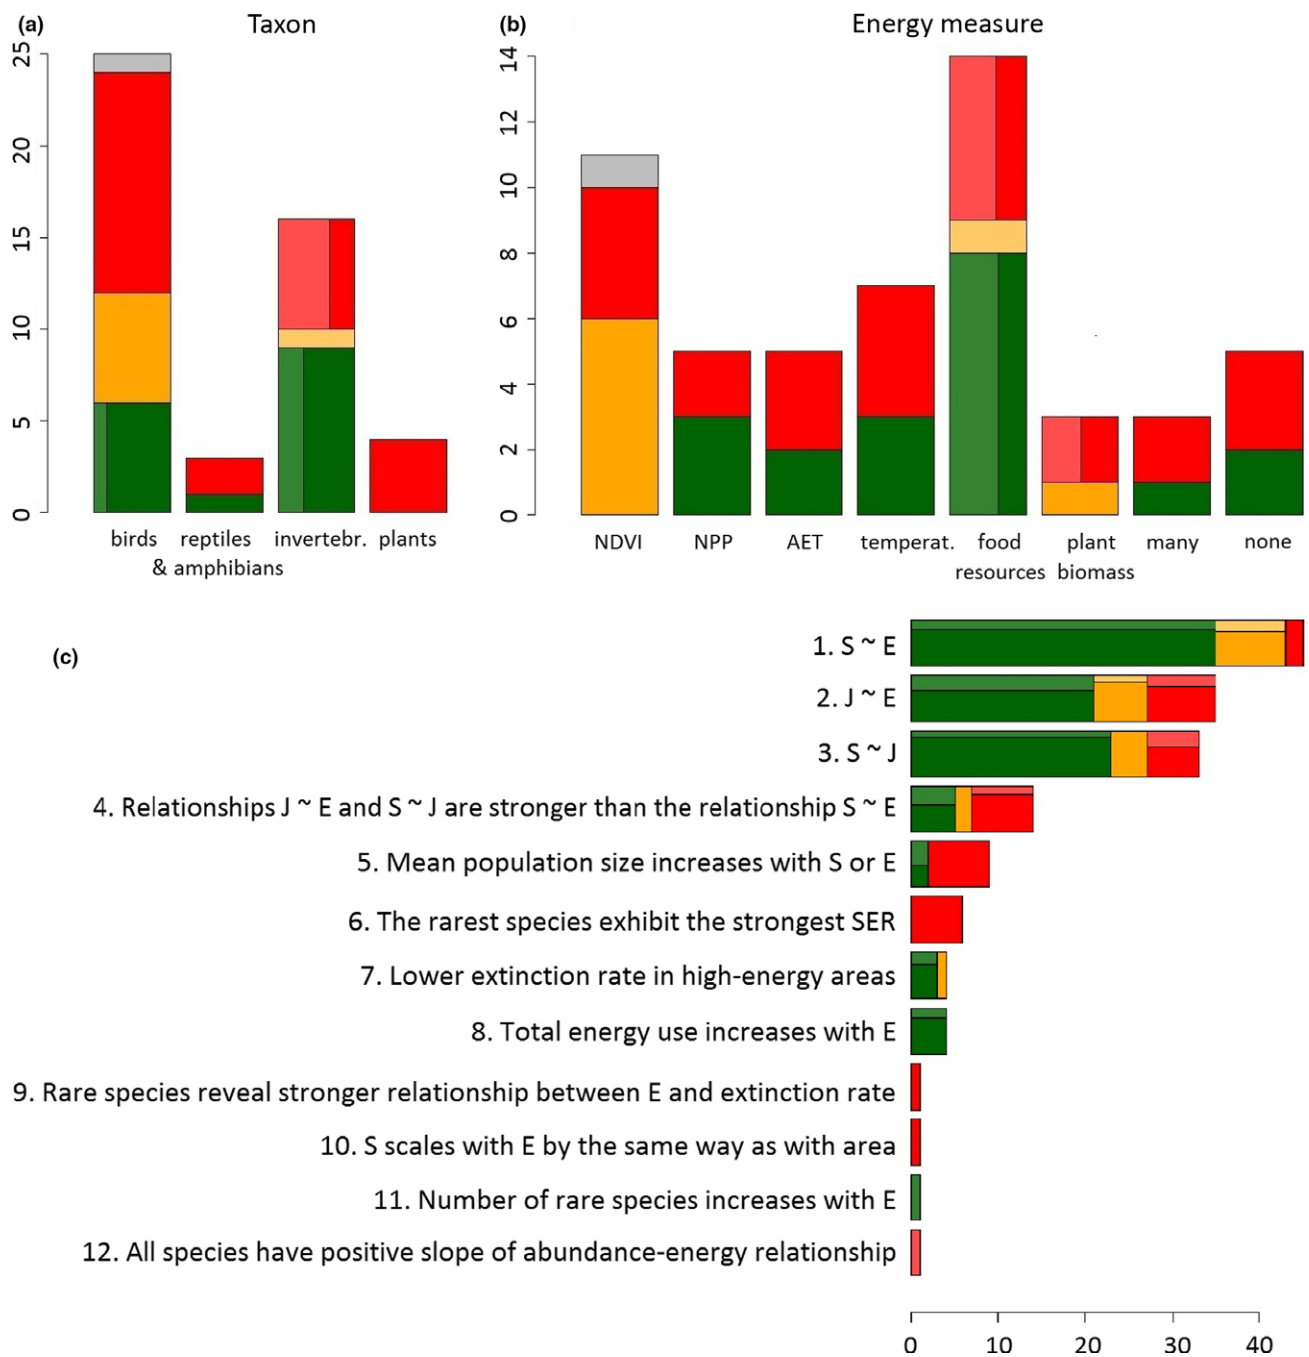 (a) Taxon
25
20
15
10
5
0
birds reptiles invertebr. plants
& amphibians
(b) Energy measure
14
12
10
8
6
4
2
0
NDVI NPP AET temperat. food plant many none
resources biomass
(c)
1. S ~ E
2. J ~ E
3. S ~ J
4. Relationships J ~ E and S ~ J are stronger than the relationship S ~ E
5. Mean population size increases with S or E
6. The rarest species exhibit the strongest SER
7. Lower extinction rate in high-energy areas
8. Total energy use increases with E
9. Rare species reveal stronger relationship between E and extinction rate
10. S scales with E by the same way as with area
11. Number of rare species increases with E
12. All species have positive slope of abundance-energy relationship
0 10 20 30 40